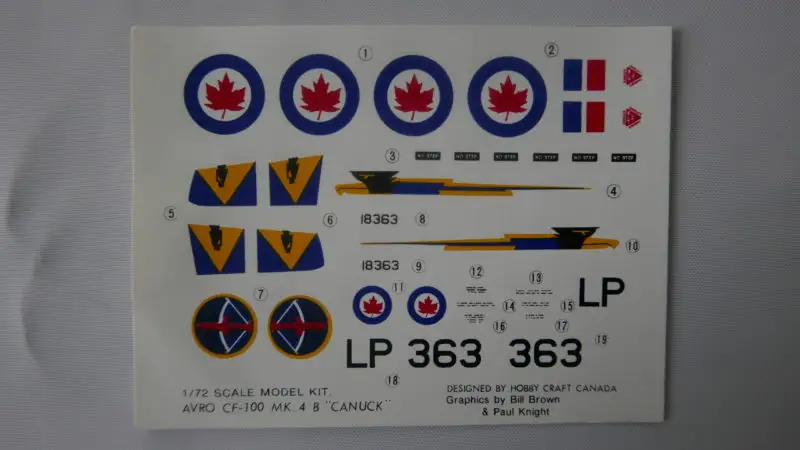 1
2
3
NO STEP NO STEP NO STEP NO STEP NO STEP NO STEP
4
5
6
18363 8
10
18363 9
7
11
12
13
14
15
LP
16
17
LP 363 363
19
18
1/72 SCALE MODEL KIT.
AVRO CF-100 MK. 4 B "CANUCK"
DESIGNED BY HOBBY CRAFT CANADA
Graphics by Bill Brown
& Paul Knight